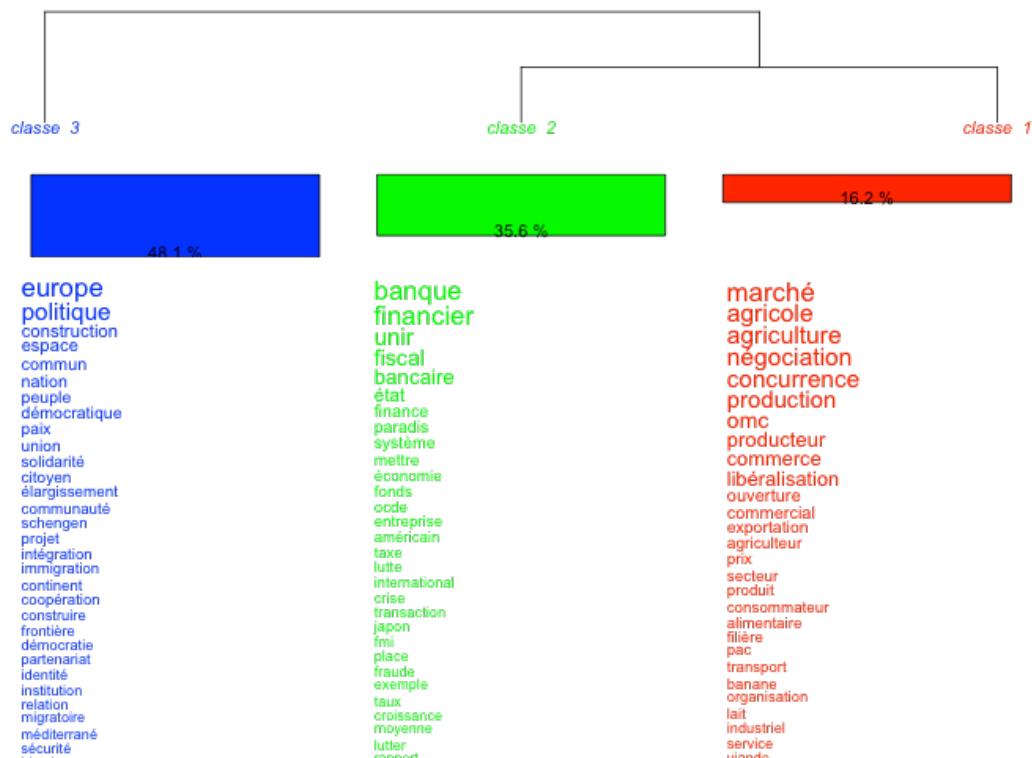 classe 3
classe 2
classe 1
48.1 %
35.6 %
16.2 %
europe
politique
construction
espace
commun
nation
peuple
démocratique
paix
union
solidarité
citoyen
élargissement
communauté
schengen
projet
intégration
immigration
continent
coopération
construire
frontière
démocratie
partenariat
identité
institution
relation
migratoire
méditerrané
sécurité
banque
financier
unir
fiscal
bancaire
état
finance
paradis
système
mettre
économie
fonds
ocde
entreprise
américain
taxe
lutte
international
crise
transaction
japon
fmi
place
fraude
exemple
taux
croissance
moyenne
lutter
rapport
marché
agricole
agriculture
négociation
concurrence
production
omc
producteur
commerce
libéralisation
ouverture
commercial
exportation
agriculteur
prix
secteur
produit
consommateur
alimentaire
filière
pac
transport
banane
organisation
lait
industriel
service
viande